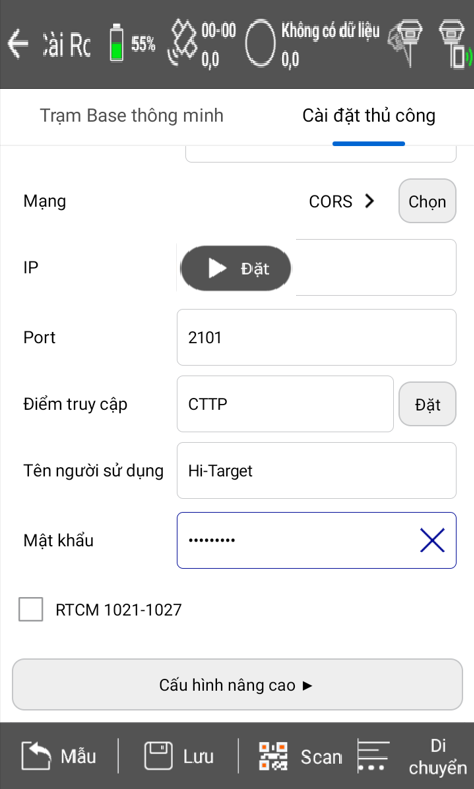 Cài Rc 55% 00-00 0,0 Không có dữ liệu 0,0
Trạm Base thông minh Cài đặt thủ công
Mạng CORS Chọn
IP Đặt
Port 2101
Điểm truy cập CTTP Đặt
Tên người sử dụng Hi-Target
Mật khẩu •••••••••
RTCM 1021-1027
Cấu hình nâng cao ►
Mẫu Lưu Scan Di chuyển